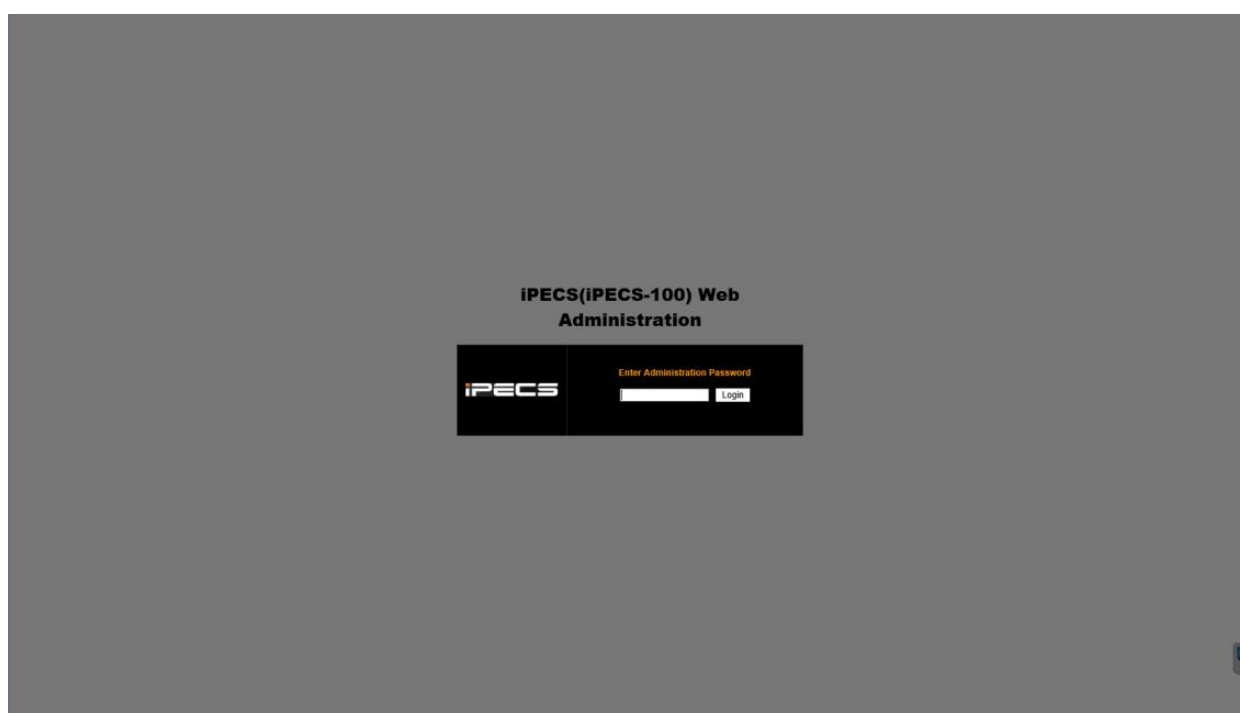 iPECS(iPECS-100) Web
Administration
iPECS
Enter Administration Password
Login